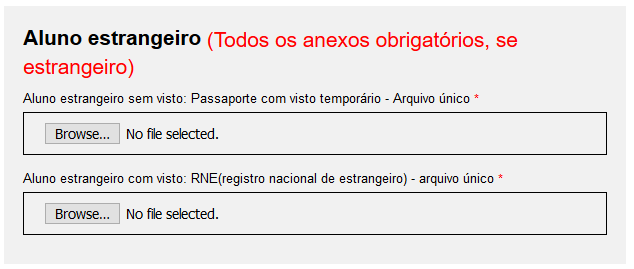 Aluno estrangeiro (Todos os anexos obrigatórios, se
estrangeiro)
Aluno estrangeiro sem visto: Passaporte com visto temporário - Arquivo único *
Browse... No file selected.
Aluno estrangeiro com visto: RNE(registro nacional de estrangeiro) - arquivo único *
Browse... No file selected.